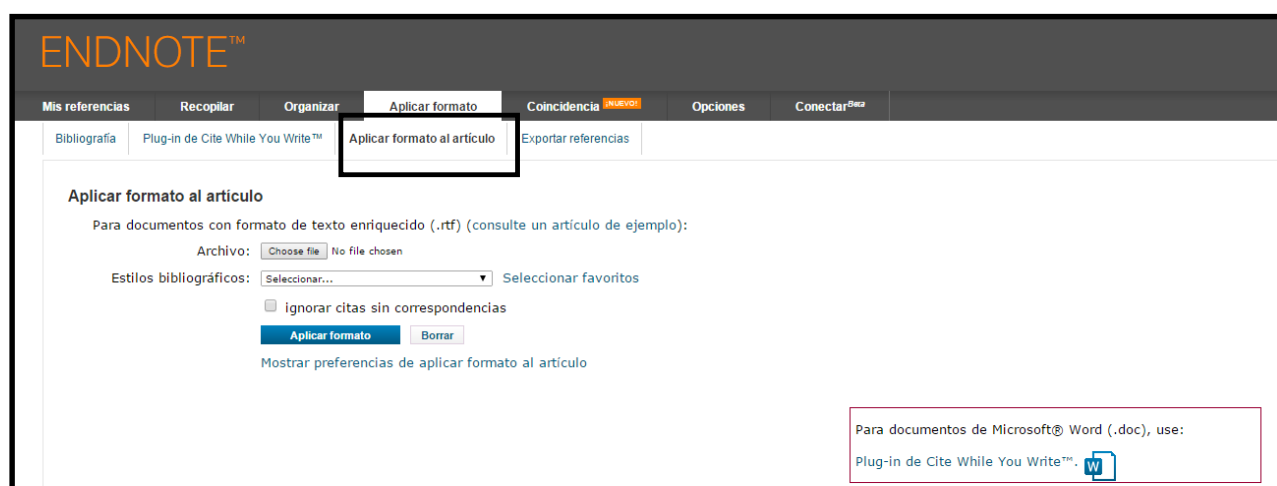 ENDNOTE™
Mis referencias Recopilar Organizar Aplicar formato Coincidencia ¡NUEVO! Opciones Conectar Beta
Bibliografía Plug-in de Cite While You Write™ Aplicar formato al artículo Exportar referencias
Aplicar formato al artículo
Para documentos con formato de texto enriquecido (.rtf) (consulte un artículo de ejemplo):
Archivo: Choose file No file chosen
Estilos bibliográficos: Seleccionar... Seleccionar favoritos
ignorar citas sin correspondencias
Aplicar formato Borrar
Mostrar preferencias de aplicar formato al artículo
Para documentos de Microsoft® Word (.doc), use:
Plug-in de Cite While You Write™. W